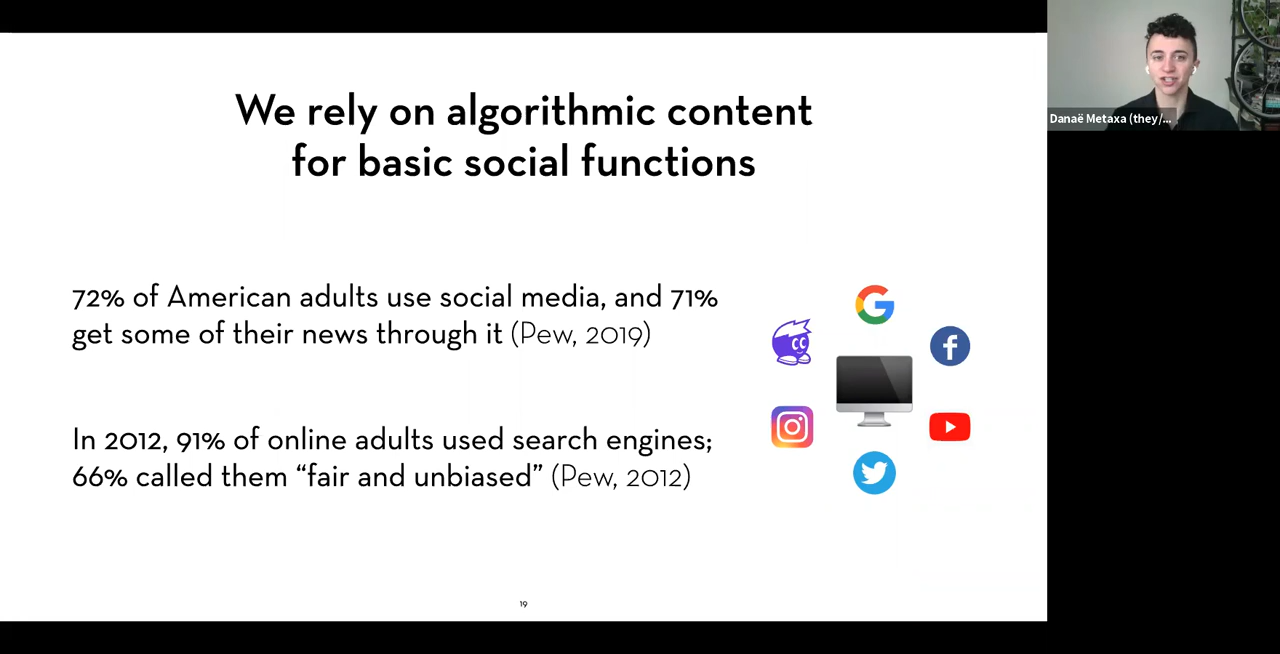 We rely on algorithmic content
for basic social functions
72% of American adults use social media, and 71%
get some of their news through it (Pew, 2019)
In 2012, 91% of online adults used search engines;
66% called them “fair and unbiased” (Pew, 2012)
19
Danaë Metaxa (they/...